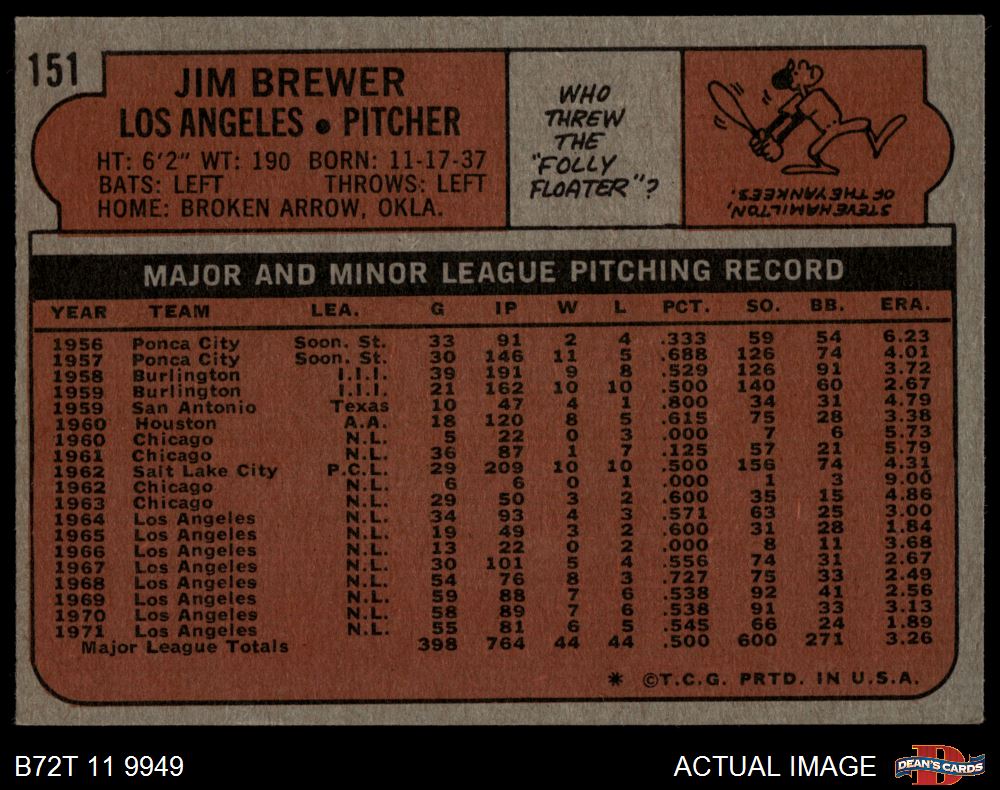 151
JIM BREWER
LOS ANGELES • PITCHER
HT: 6'2" WT: 190 BORN: 11-17-37
BATS: LEFT THROWS: LEFT
HOME: BROKEN ARROW, OKLA.
WHO
THREW
THE
"FOLLY
FLOATER"?
STEVE HAMILTON,
OF THE YANKEES.
MAJOR AND MINOR LEAGUE PITCHING RECORD
YEAR TEAM LEA. G IP W L PCT. SO. BB. ERA.
1956 Ponca City Soon. St. 33 91 2 4 .333 59 54 6.23
1957 Ponca City Soon. St. 30 146 11 5 .688 126 74 4.01
1958 Burlington I.I.I. 39 191 9 8 .529 126 91 3.72
1959 Burlington I.I.I. 21 162 10 10 .500 140 60 2.67
1959 San Antonio Texas 10 47 4 1 .800 34 31 4.79
1960 Houston A.A. 18 120 8 5 .615 75 28 3.38
1960 Chicago N.L. 5 22 0 3 .000 7 6 5.73
1961 Chicago N.L. 36 87 1 7 .125 57 21 5.79
1962 Salt Lake City P.C.L. 29 209 10 10 .500 156 74 4.31
1962 Chicago N.L. 6 6 0 1 .000 1 3 9.00
1963 Chicago N.L. 29 50 3 2 .600 35 15 4.86
1964 Los Angeles N.L. 34 93 4 3 .571 63 25 3.00
1965 Los Angeles N.L. 19 49 3 2 .600 31 28 1.84
1966 Los Angeles N.L. 13 22 0 2 .000 8 11 3.68
1967 Los Angeles N.L. 30 101 5 4 .556 74 31 2.67
1968 Los Angeles N.L. 54 76 8 3 .727 75 33 2.49
1969 Los Angeles N.L. 59 88 7 6 .538 92 41 2.56
1970 Los Angeles N.L. 58 89 7 6 .538 91 33 3.13
1971 Los Angeles N.L. 55 81 6 5 .545 66 24 1.89
Major League Totals 398 764 44 44 .500 600 271 3.26
* ©T.C.G. PRTD. IN U.S.A.
B72T 11 9949
ACTUAL IMAGE
D
DEAN'S CARDS